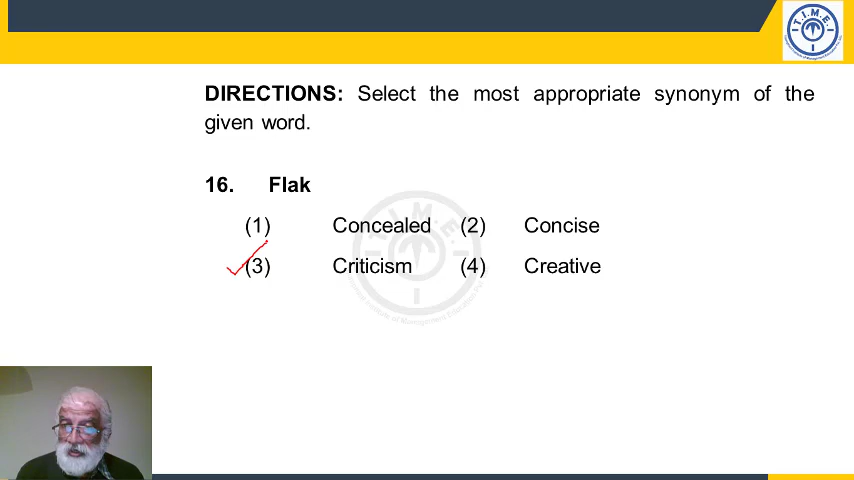 T.I.M.E.
DIRECTIONS: Select the most appropriate synonym of the
given word.
16. Flak
(1) Concealed (2) Concise
(3) Criticism (4) Creative
T.I.M.E.